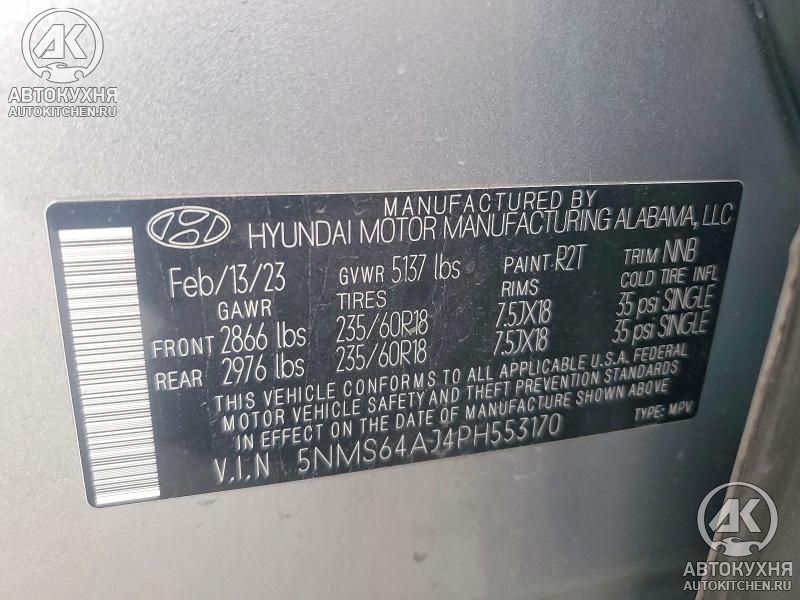 АК
АВТОКУХНЯ
AUTOKITCHEN.RU
MANUFACTURED BY
HYUNDAI MOTOR MANUFACTURING ALABAMA, LLC
Feb/13/23 GVWR 5137 lbs PAINT:R2T TRIM NNB
GAWR TIRES RIMS COLD TIRE INFL
FRONT 2866 lbs 235/60R18 7.5JX18 35 psi SINGLE
REAR 2976 lbs 235/60R18 7.5JX18 35 psi SINGLE
THIS VEHICLE CONFORMS TO ALL APPLICABLE U.S.A. FEDERAL
MOTOR VEHICLE SAFETY AND THEFT PREVENTION STANDARDS
IN EFFECT ON THE DATE OF MANUFACTURE SHOWN ABOVE
V.I.N 5NMS64AJ4PH553170 TYPE: MPV
АК
АВТОКУХНЯ
AUTOKITCHEN.RU